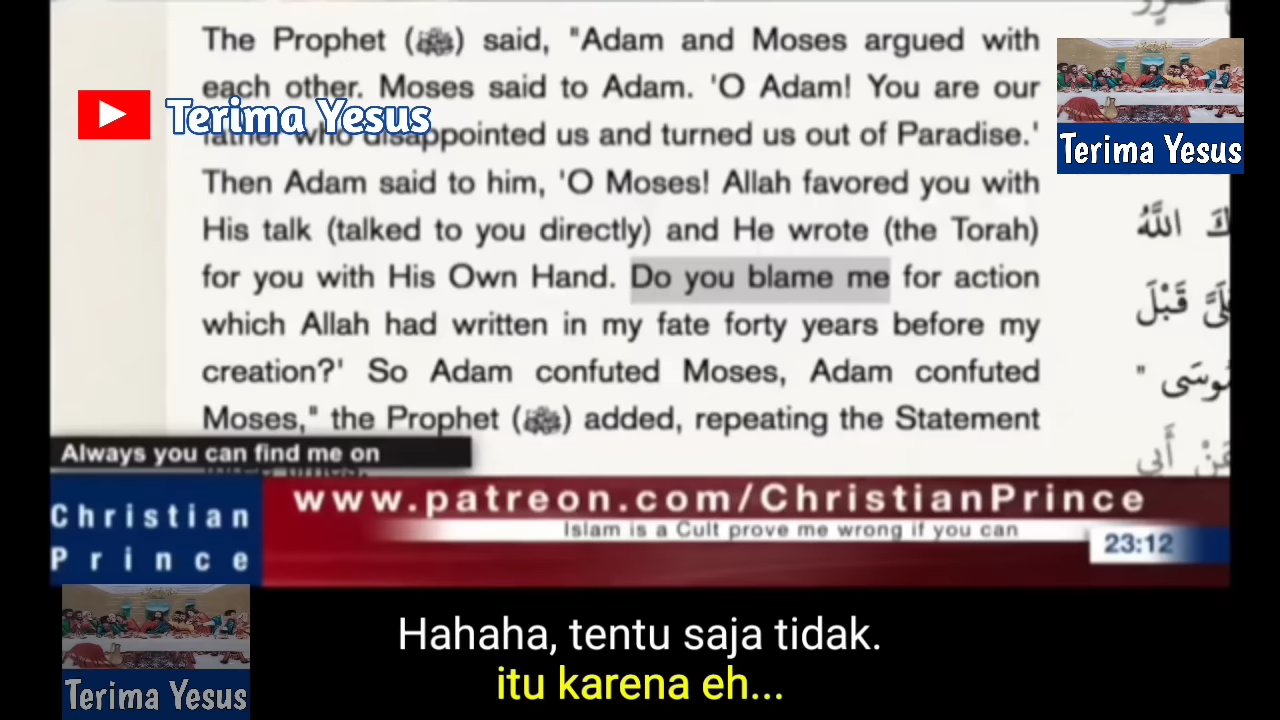 The Prophet (ﷺ) said, "Adam and Moses argued with
each other. Moses said to Adam. 'O Adam! You are our
father who disappointed us and turned us out of Paradise.'
Then Adam said to him, 'O Moses! Allah favored you with
His talk (talked to you directly) and He wrote (the Torah)
for you with His Own Hand. Do you blame me for action
which Allah had written in my fate forty years before my
creation?' So Adam confuted Moses, Adam confuted
Moses," the Prophet (ﷺ) added, repeating the Statement
three times.
Terima Yesus
Terima Yesus
اللَّهُ
قَبْلَ
عَنْ أَبِي
Always you can find me on
Christian
Prince
www.patreon.com/ChristianPrince
Islam is a Cult prove me wrong if you can
23:12
Terima Yesus
Hahaha, tentu saja tidak.
itu karena eh...